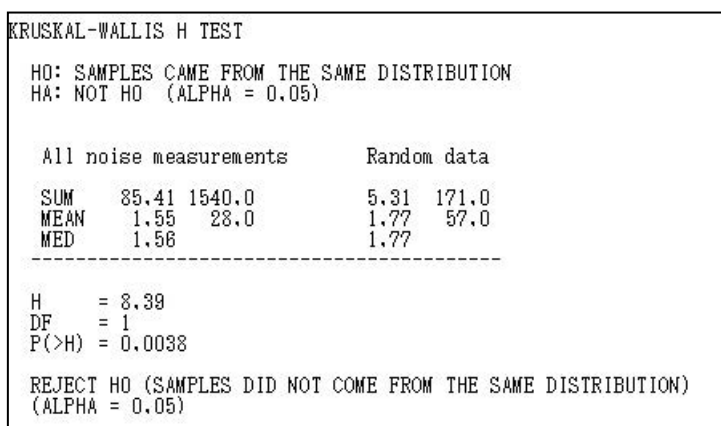 KRUSKAL-WALLIS H TEST
HO: SAMPLES CAME FROM THE SAME DISTRIBUTION
HA: NOT HO (ALPHA = 0.05)
All noise measurements Random data
SUM 85.41 1540.0 5.31 171.0
MEAN 1.55 28.0 1.77 57.0
MED 1.56 1.77
------------------------------------------
H = 8.39
DF = 1
P(>H) = 0.0038
REJECT HO (SAMPLES DID NOT COME FROM THE SAME DISTRIBUTION)
(ALPHA = 0.05)